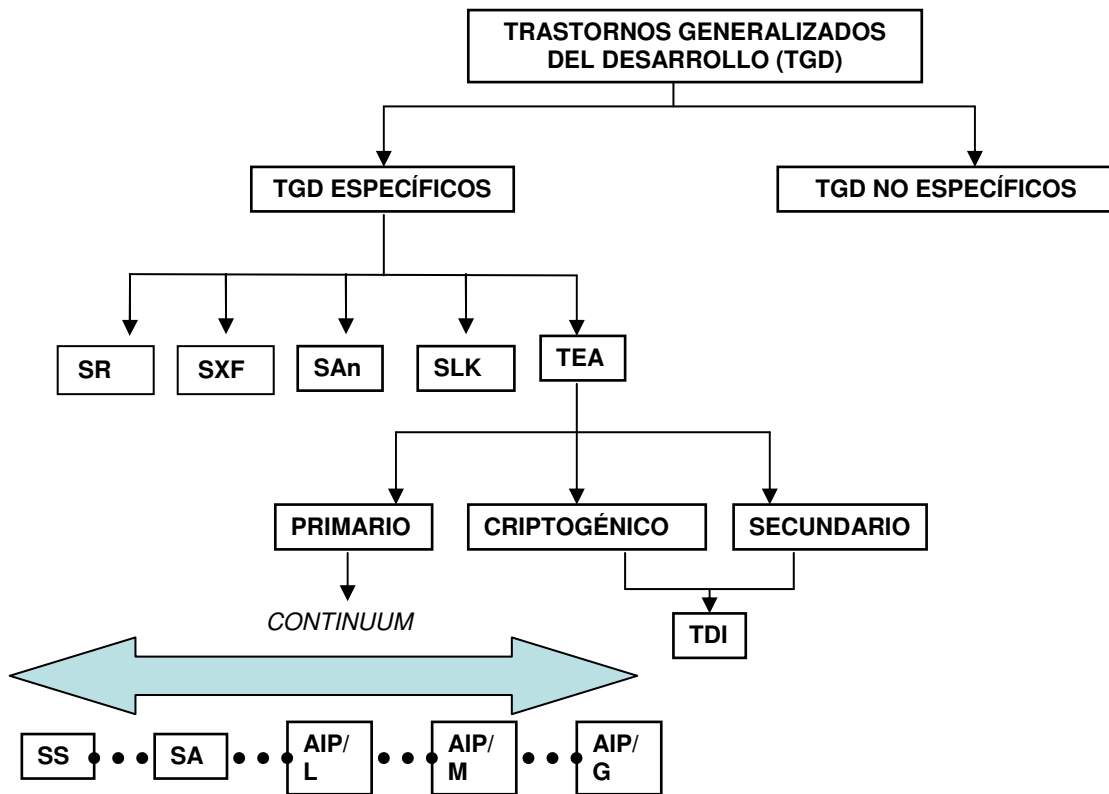 TRASTORNOS GENERALIZADOS
DEL DESARROLLO (TGD)
TGD ESPECÍFICOS
TGD NO ESPECÍFICOS
SR
SXF
SAn
SLK
TEA
PRIMARIO
CRIPTOGÉNICO
SECUNDARIO
CONTINUUM
TDI
SS
SA
AIP/
L
AIP/
M
AIP/
G